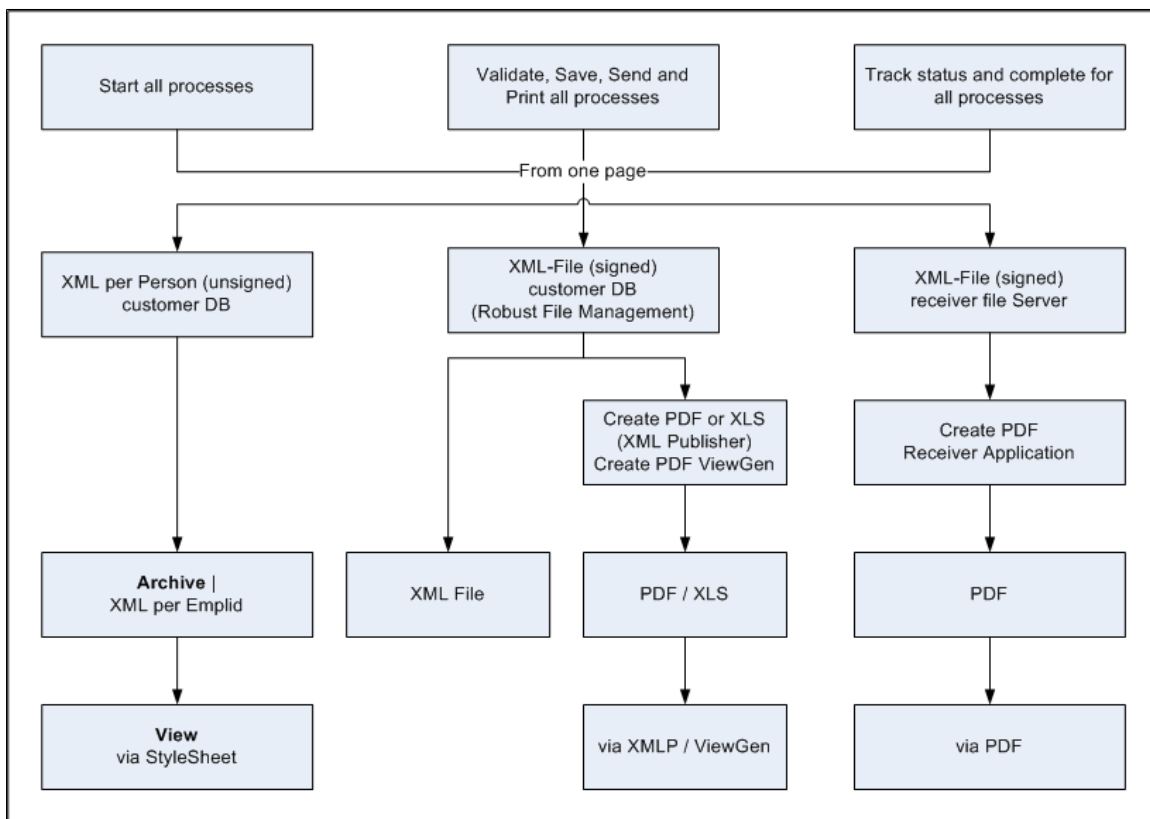 Start all processes
Validate, Save, Send and
Print all processes
Track status and complete for
all processes
From one page
XML per Person (unsigned)
customer DB
XML-File (signed)
customer DB
(Robust File Management)
XML-File (signed)
receiver file Server
Create PDF or XLS
(XML Publisher)
Create PDF ViewGen
Create PDF
Receiver Application
Archive |
XML per Emplid
XML File
PDF / XLS
PDF
View
via StyleSheet
via XMLP / ViewGen
via PDF